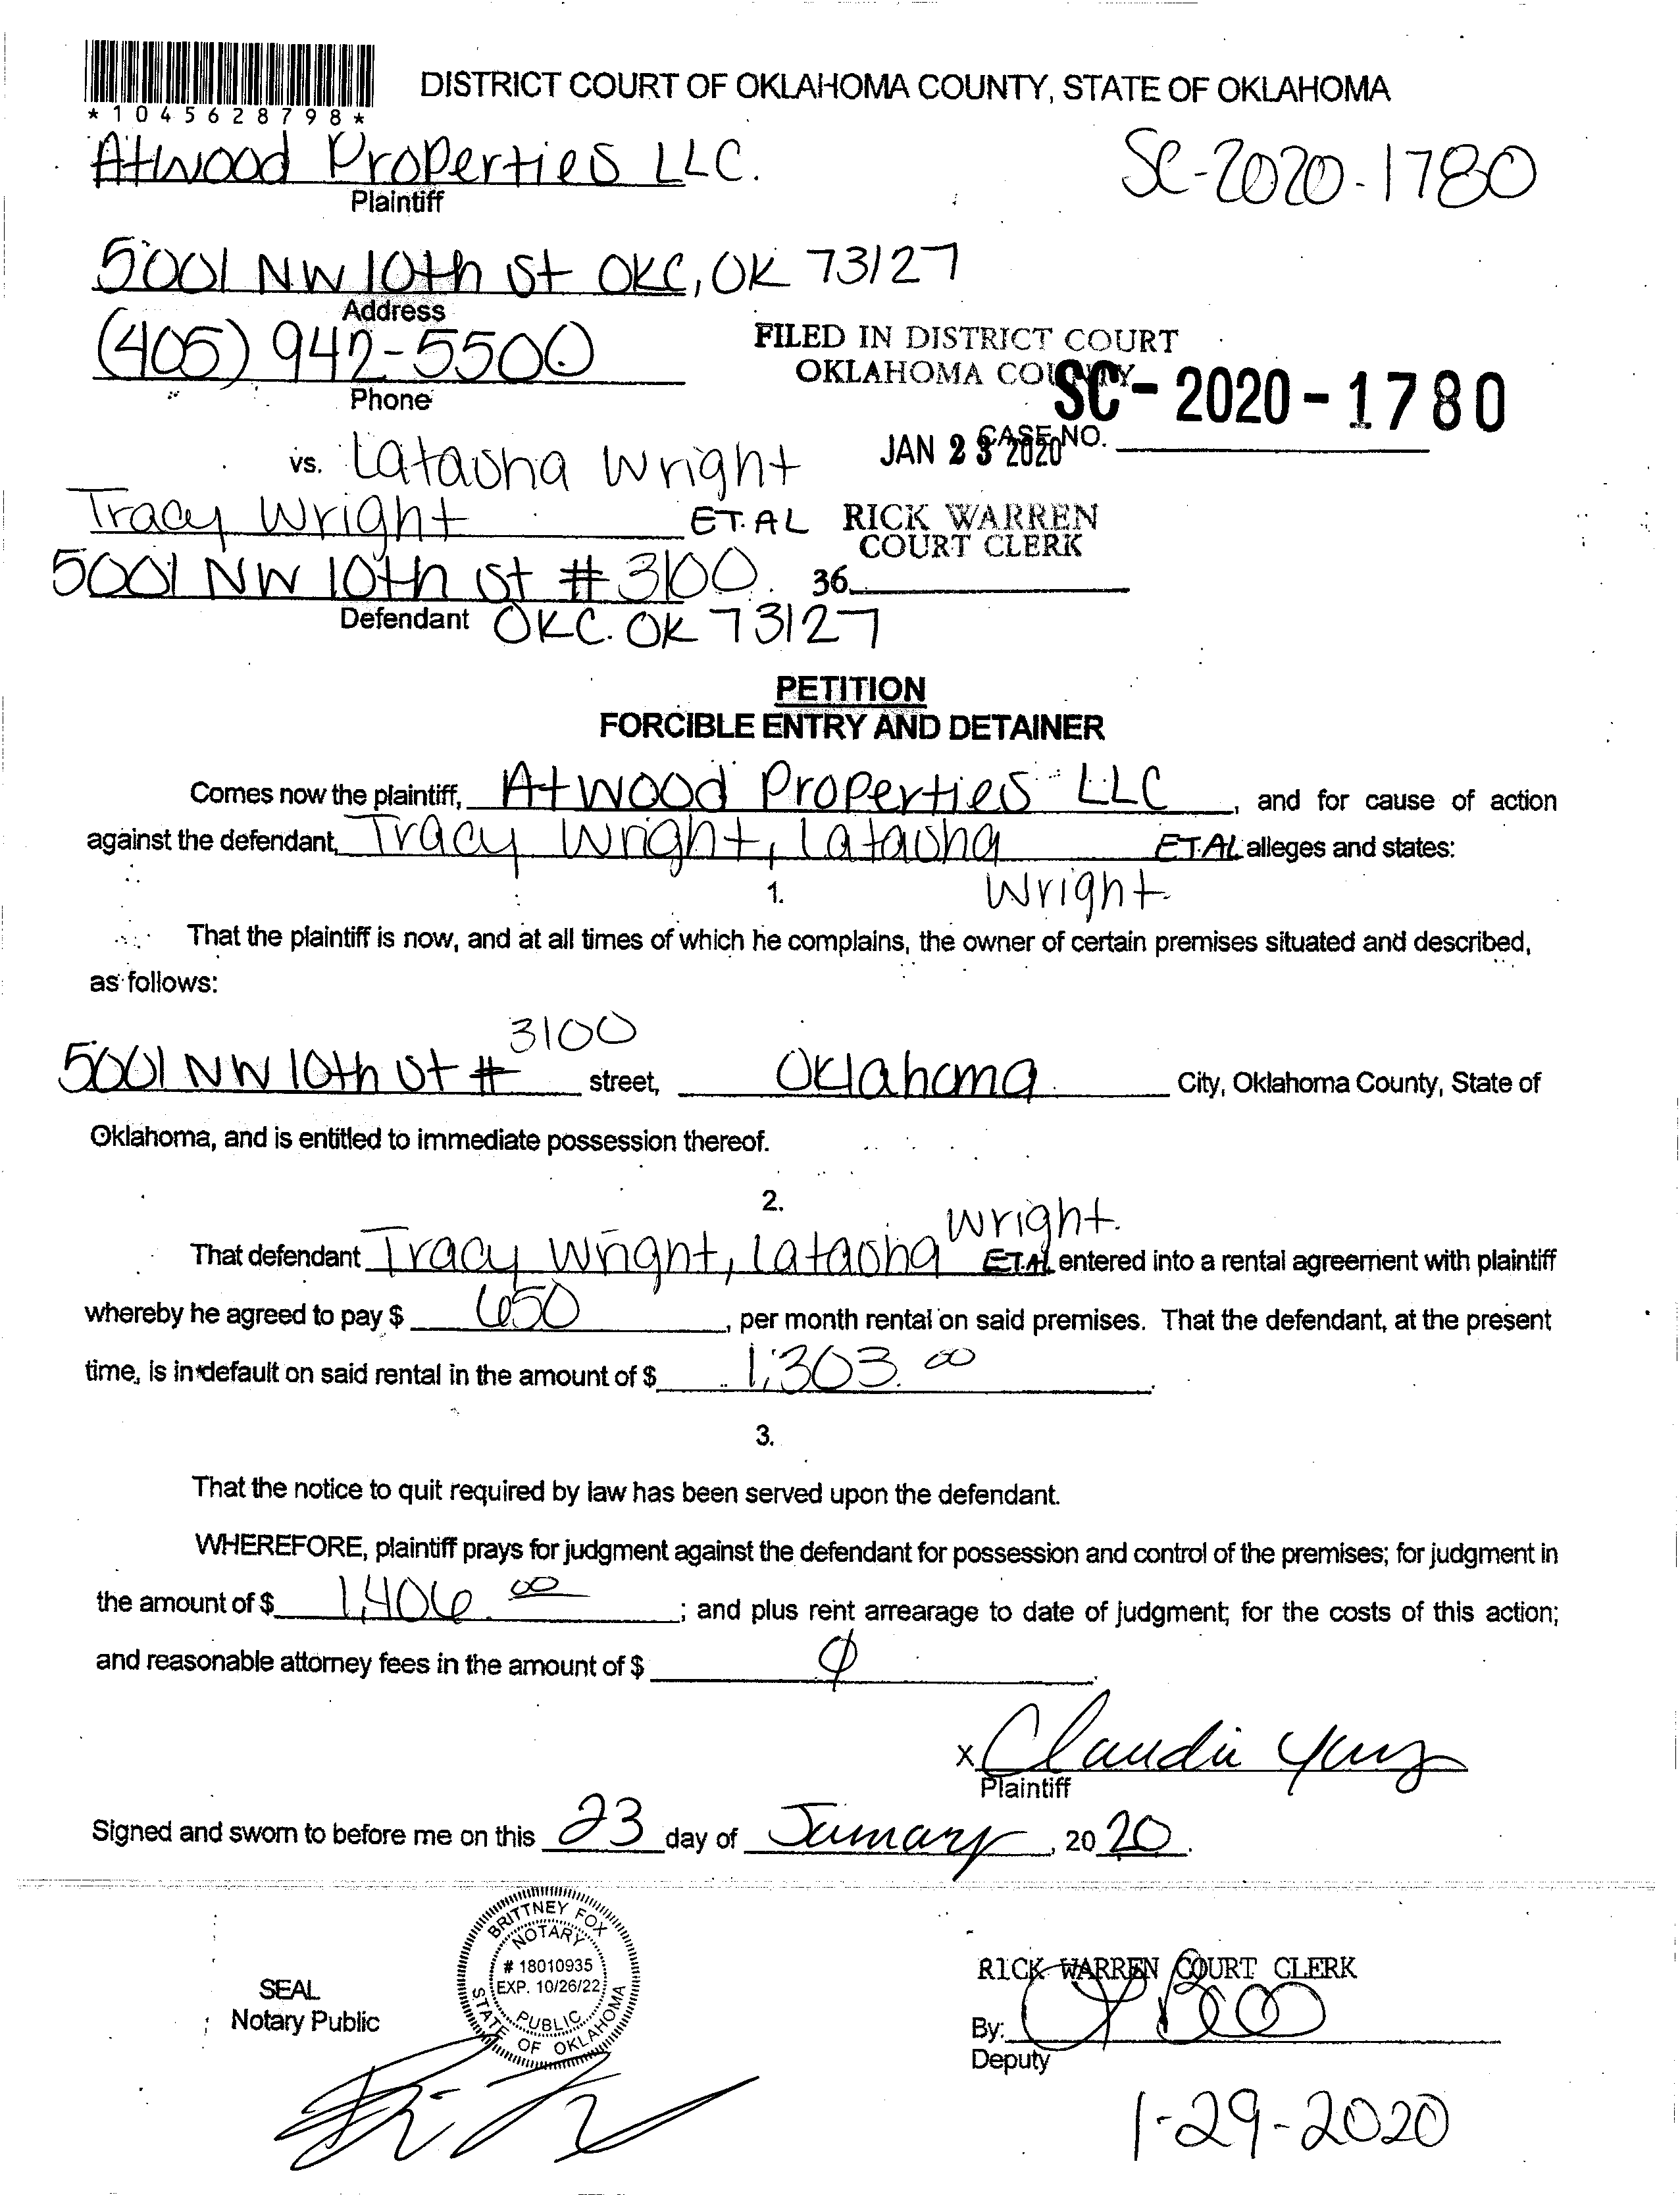 DISTRICT COURT OF OKLAHOMA COUNTY, STATE OF OKLAHOMA
*1045628798*
Atwood Properties LLC.
SC-2020-1780
Plaintiff
5001 NW 10th St OKC, OK 73127
Address
(405) 942-5500
FILED IN DISTRICT COURT
OKLAHOMA COUNTY
SC-2020-1780
Phone
JAN 23 2020
CASE NO.
vs. Latasha Wright
Tracy Wright ET.AL
RICK WARREN
COURT CLERK
5001 NW 10th St # 3100
36.
Defendant OKC. OK 73127
PETITION
FORCIBLE ENTRY AND DETAINER
Comes now the plaintiff, Atwood Properties LLC, and for cause of action
against the defendant, Tracy Wright, Latasha ET.AL alleges and states:
Wright
1.
That the plaintiff is now, and at all times of which he complains, the owner of certain premises situated and described,
as follows:
3100
5001 NW 10th St # street, Oklahoma City, Oklahoma County, State of
Oklahoma, and is entitled to immediate possession thereof.
2.
Wright.
That defendant Tracy Wright, Latasha ET.AL entered into a rental agreement with plaintiff
whereby he agreed to pay $ 650, per month rental on said premises. That the defendant, at the present
time, is in default on said rental in the amount of $ 1,303.00.
3.
That the notice to quit required by law has been served upon the defendant.
WHEREFORE, plaintiff prays for judgment against the defendant for possession and control of the premises; for judgment in
the amount of $ 1,406.00; and plus rent arrearage to date of judgment; for the costs of this action;
and reasonable attorney fees in the amount of $ ϕ.
x Claudia
Plaintiff
Signed and sworn to before me on this 23 day of January, 2020.
BRITTNEY FOX
NOTARY
# 18010935
EXP. 10/26/22
PUBLIC
STATE OF OKLAHOMA
SEAL
Notary Public
RICK WARREN COURT CLERK
By:
Deputy
1-29-2020